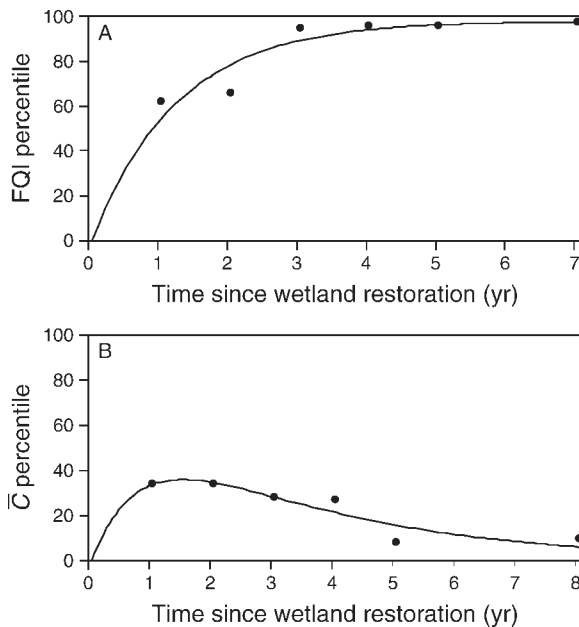 A
100
80
60
40
20
0
FQI percentile
0 1 2 3 4 5 6 7
Time since wetland restoration (yr)
B
100
80
60
40
20
0
C̅ percentile
0 1 2 3 4 5 6 7 8
Time since wetland restoration (yr)